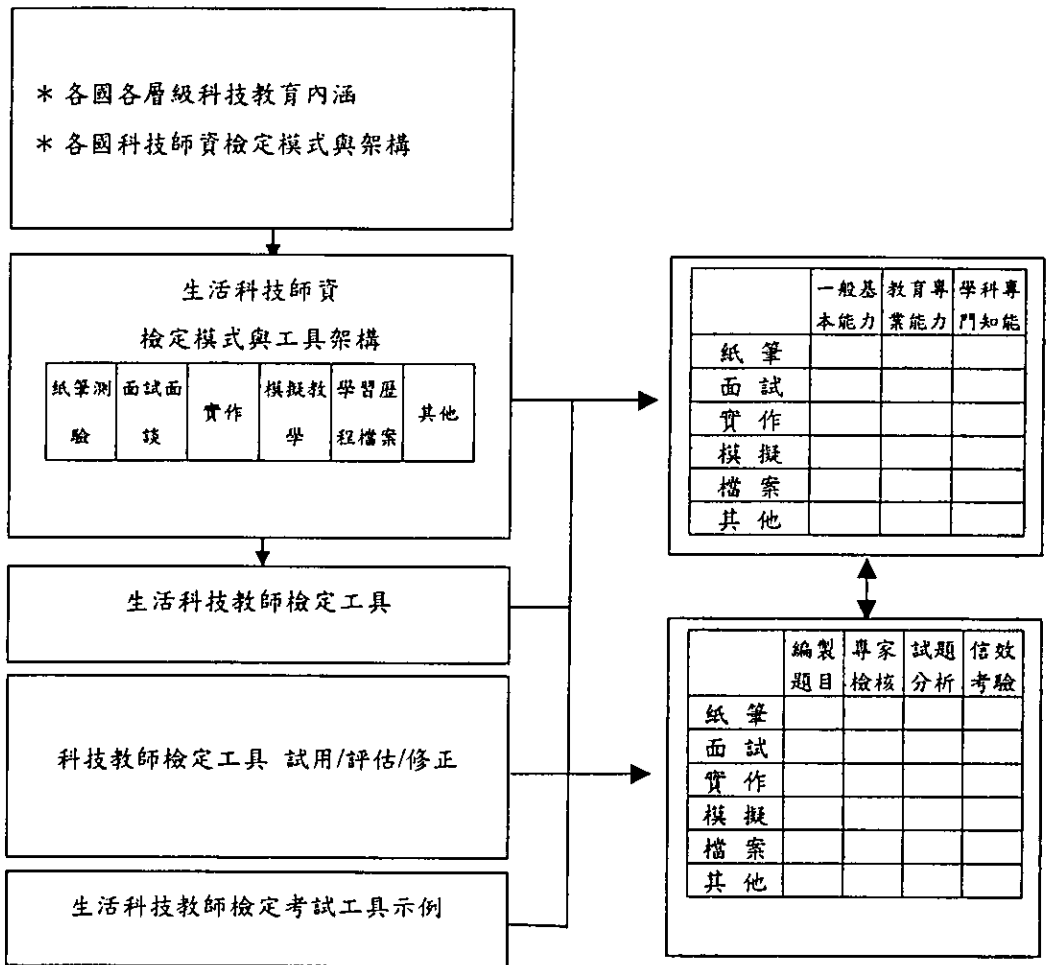 * 各國各層級科技教育內涵
* 各國科技師資檢定模式與架構
生活科技師資
檢定模式與工具架構
紙筆測驗 面試面談 實作 模擬教學 學習歷程檔案 其他
生活科技教師檢定工具
科技教師檢定工具 試用/評估/修正
生活科技教師檢定考試工具示例
一般基本能力 教育專業能力 學科專門知能
紙筆
面試
實作
模擬
檔案
其他
編製題目 專家檢核 試題分析 信效考驗
紙筆
面試
實作
模擬
檔案
其他